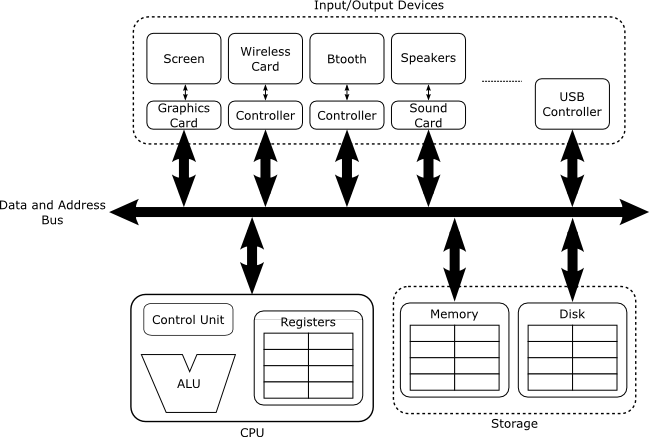 Input/Output Devices
Screen
Wireless
Card
Btooth
Speakers
Graphics
Card
Controller
Controller
Sound
Card
USB
Controller
Data and Address
Bus
Control Unit
ALU
Registers
CPU
Memory
Disk
Storage